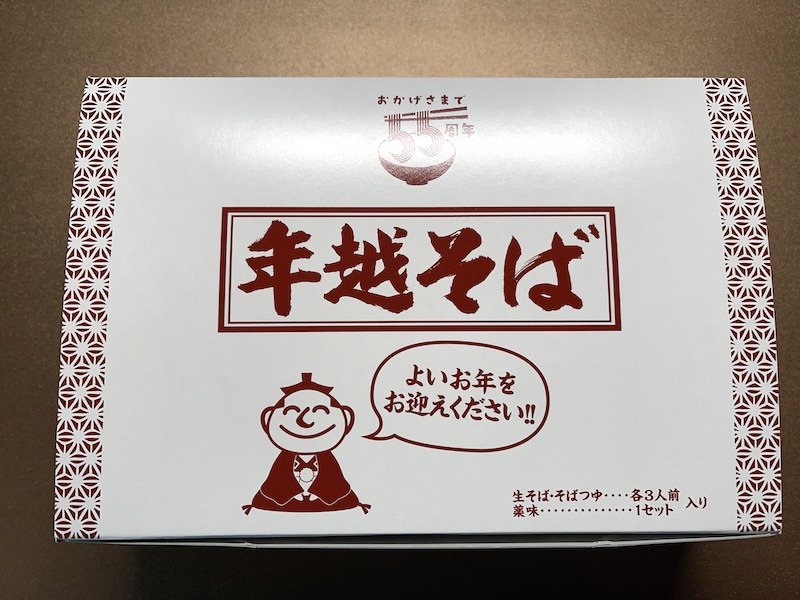 おかげさまで
55周年
年越そば
よいお年を
お迎えください!!
生そば・そばつゆ････各3人前
薬味･･････････････1セット 入り